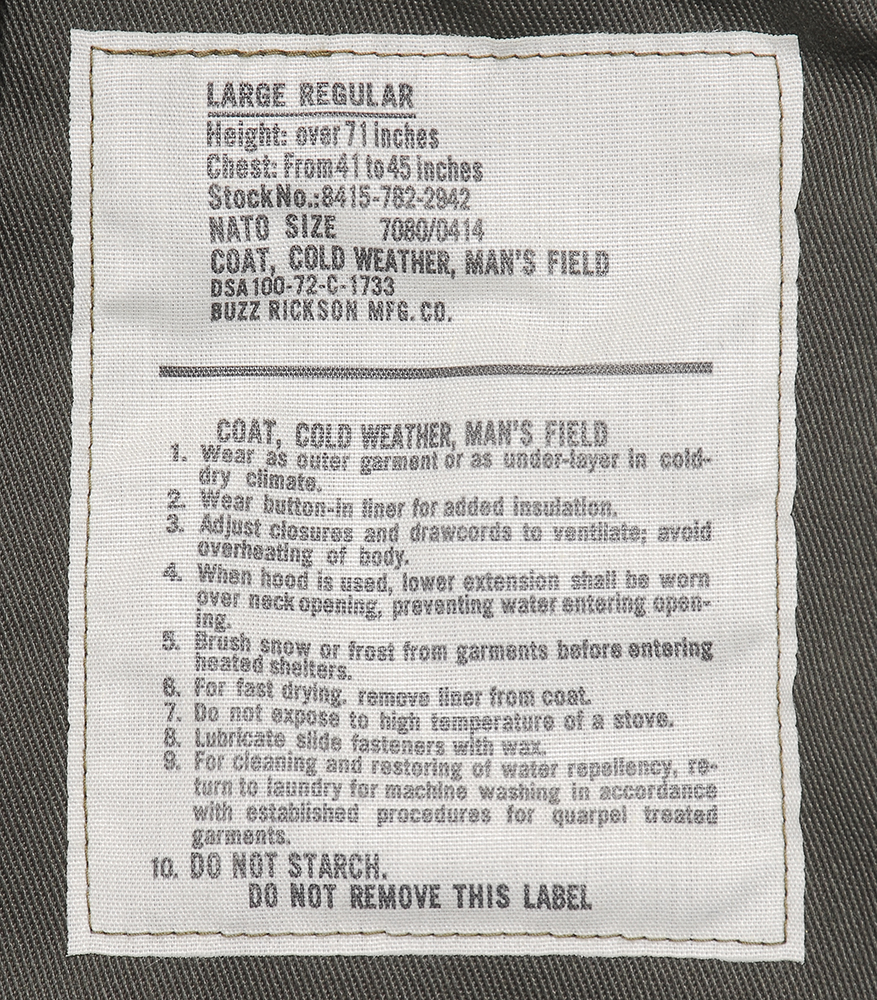 LARGE REGULAR
Height: over 71 inches
Chest: From 41 to 45 inches
Stock No.: 8415-782-2942
NATO SIZE 7080/0414
COAT, COLD WEATHER, MAN'S FIELD
DSA 100-72-C-1733
BUZZ RICKSON MFG. CO.
COAT, COLD WEATHER, MAN'S FIELD
1. Wear as outer garment or as under-layer in cold-
dry climate.
2. Wear button-in liner for added insulation.
3. Adjust closures and drawcords to ventilate; avoid
overheating of body.
4. When hood is used, lower extension shall be worn
over neck opening, preventing water entering open-
ing.
5. Brush snow or frost from garments before entering
heated shelters.
6. For fast drying, remove liner from coat.
7. Do not expose to high temperature of a stove.
8. Lubricate slide fasteners with wax.
9. For cleaning and restoring of water repellency, re-
turn to laundry for machine washing in accordance
with established procedures for quarpel treated
garments.
10. DO NOT STARCH.
DO NOT REMOVE THIS LABEL